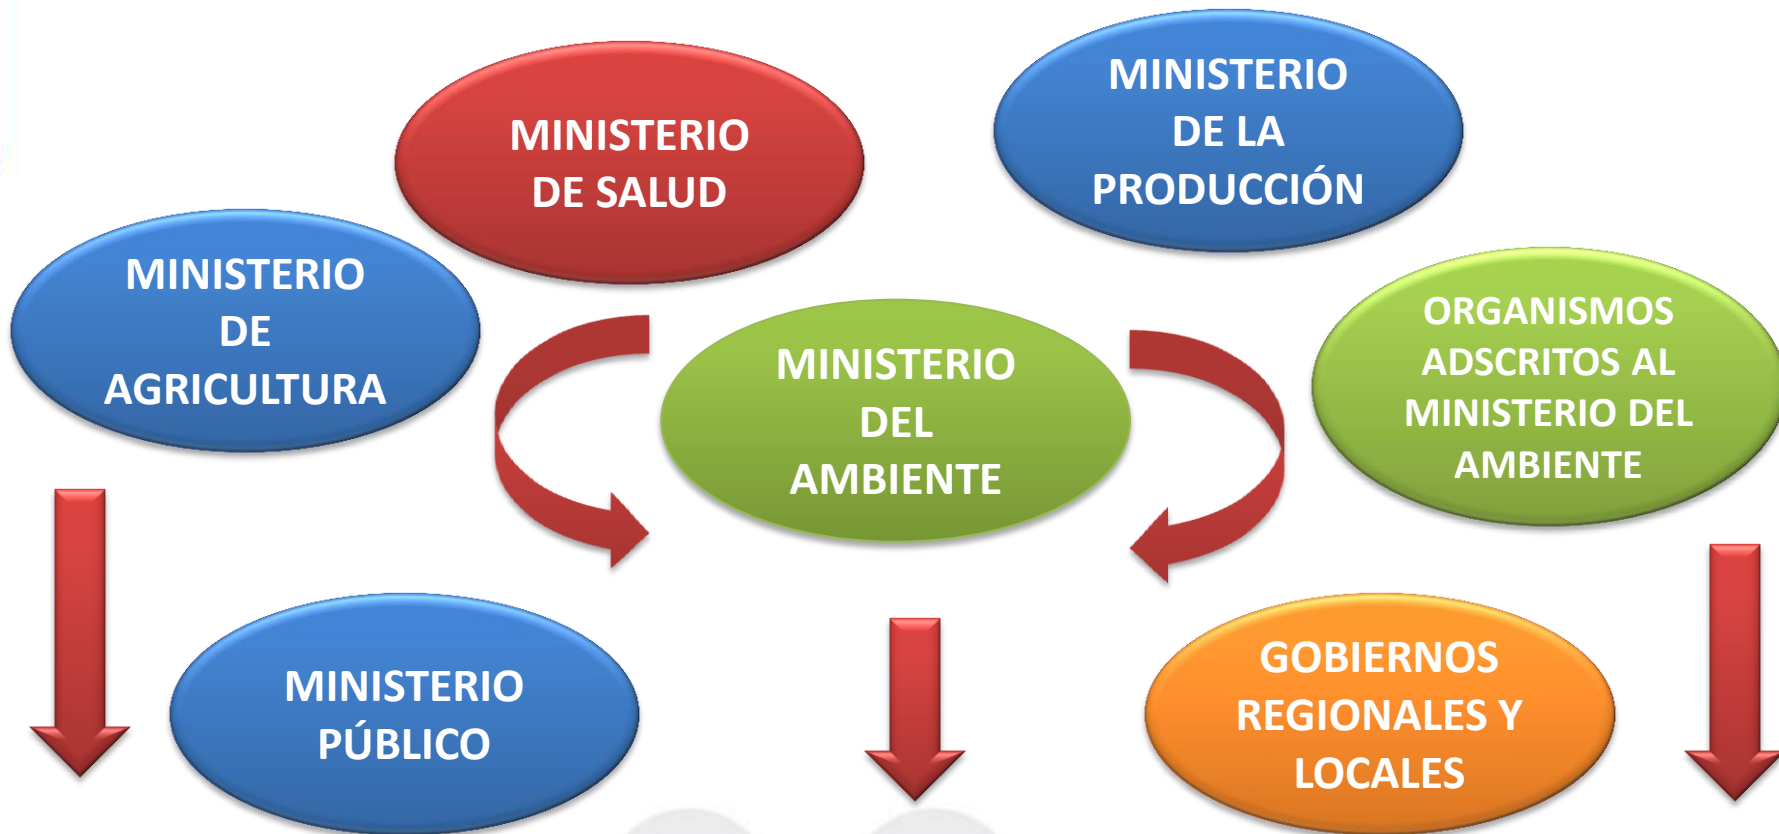 MINISTERIO
DE SALUD
MINISTERIO
DE LA
PRODUCCIÓN
MINISTERIO
DE
AGRICULTURA
MINISTERIO
DEL
AMBIENTE
ORGANISMOS
ADSCRITOS AL
MINISTERIO DEL
AMBIENTE
MINISTERIO
PÚBLICO
GOBIERNOS
REGIONALES Y
LOCALES